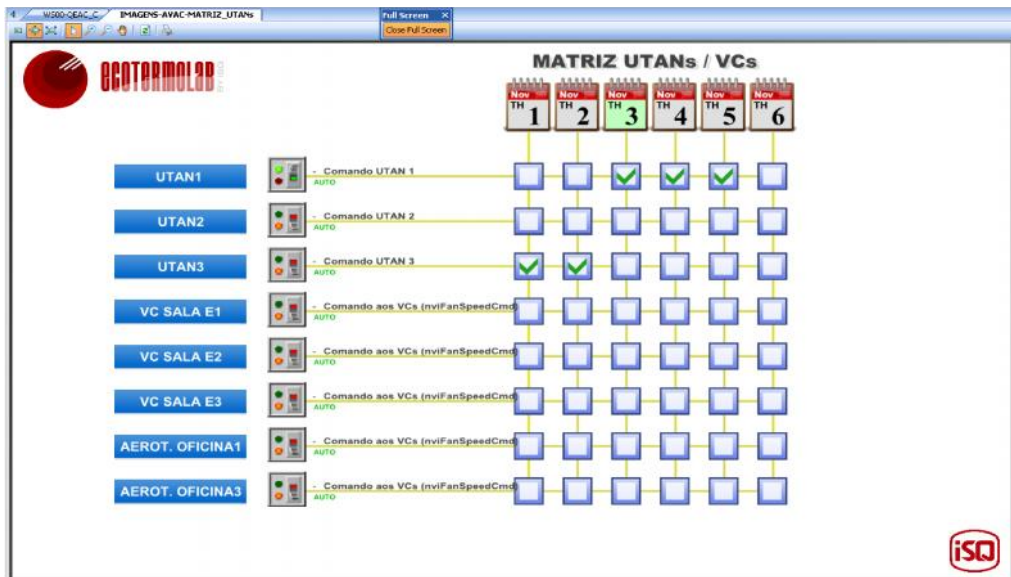 W500-QEAC_C IMAGENS-AVAC-MATRIZ_UTANs
Full Screen
Close Full Screen
ECOTERMOLAB
BY ISQ
MATRIZ UTANs / VCs
Nov Nov Nov Nov Nov Nov
TH 1 TH 2 TH 3 TH 4 TH 5 TH 6
UTAN1 - Comando UTAN 1
AUTO
UTAN2 - Comando UTAN 2
AUTO
UTAN3 - Comando UTAN 3
AUTO
VC SALA E1 - Comando aos VCs (nviFanSpeedCmd)
AUTO
VC SALA E2 - Comando aos VCs (nviFanSpeedCmd)
AUTO
VC SALA E3 - Comando aos VCs (nviFanSpeedCmd)
AUTO
AEROT. OFICINA1 - Comando aos VCs (nviFanSpeedCmd)
AUTO
AEROT. OFICINA3 - Comando aos VCs (nviFanSpeedCmd)
AUTO
iSQ